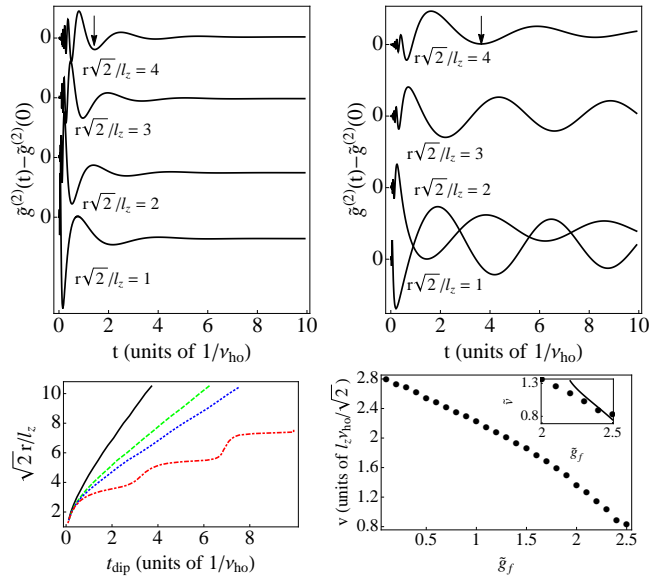 g̃⁽²⁾(t)−g̃⁽²⁾(0)
0
0
0
0
r√2/l_z = 4
r√2/l_z = 3
r√2/l_z = 2
r√2/l_z = 1
0 2 4 6 8 10
t (units of 1/ν_ho)
g̃⁽²⁾(t)−g̃⁽²⁾(0)
0
0
0
0
r√2/l_z = 4
r√2/l_z = 3
r√2/l_z = 2
r√2/l_z = 1
0 2 4 6 8 10
t (units of 1/ν_ho)
√2 r/l_z
10
8
6
4
2
0 2 4 6 8
t_dip (units of 1/ν_ho)
v (units of l_z ν_ho/√2)
2.8
2.4
2
1.6
1.2
0.8
0.5 1 1.5 2 2.5
g̃_f
ṽ
1.3
0.8
2 2.5
g̃_f